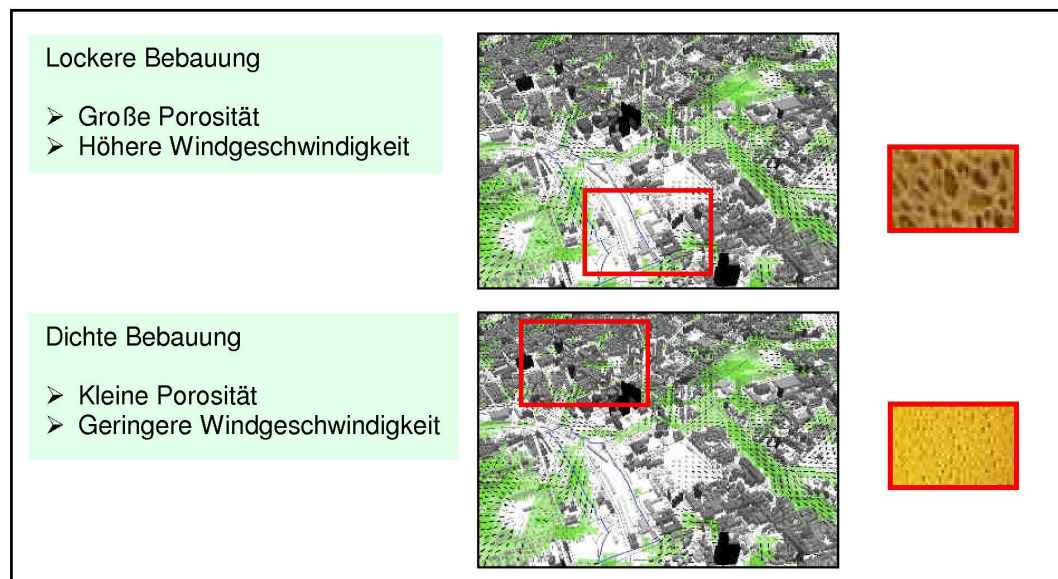 Lockere Bebauung
➢ Große Porosität
➢ Höhere Windgeschwindigkeit
Dichte Bebauung
➢ Kleine Porosität
➢ Geringere Windgeschwindigkeit